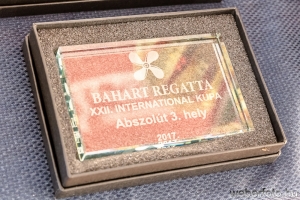 BAHART REGATTA
XXII. INTERNATIONAL KUPA
Abszolút 3. hely
2017